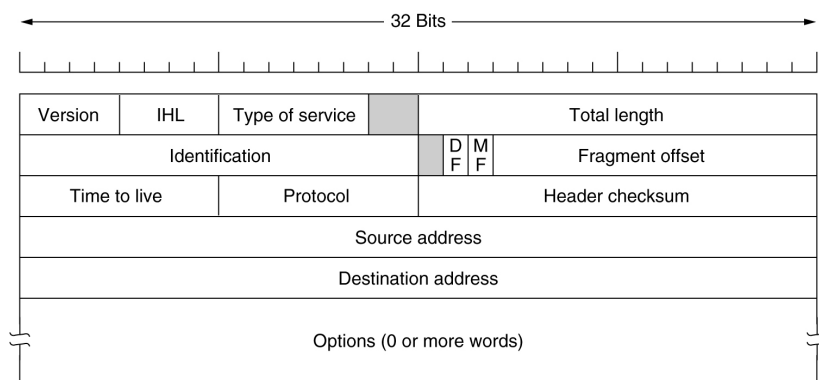 32 Bits
Version IHL Type of service Total length
Identification D F M F Fragment offset
Time to live Protocol Header checksum
Source address
Destination address
Options (0 or more words)